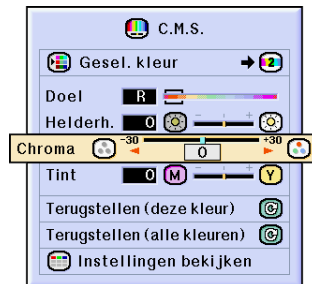 C.M.S.
Gesel. kleur 2
Doel R
Helderh. 0 - +
Chroma -30 0 +30
Tint 0 M - + Y
Terugstellen (deze kleur)
Terugstellen (alle kleuren)
Instellingen bekijken